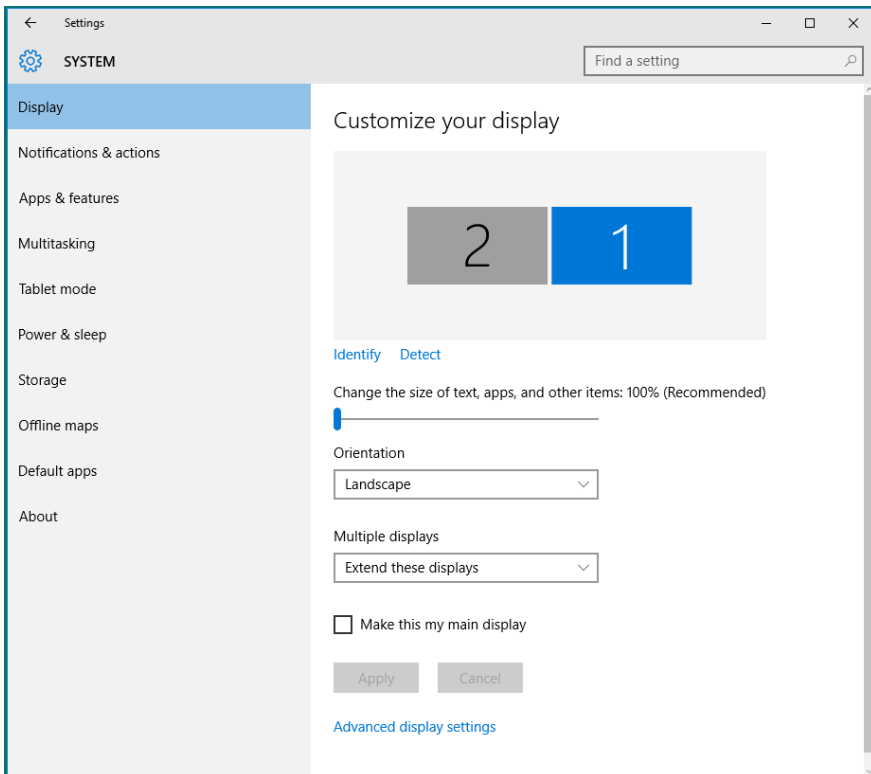 Settings
SYSTEM
Find a setting
Display
Notifications & actions
Apps & features
Multitasking
Tablet mode
Power & sleep
Storage
Offline maps
Default apps
About
Customize your display
2 1
Identify Detect
Change the size of text, apps, and other items: 100% (Recommended)
Orientation
Landscape
Multiple displays
Extend these displays
Make this my main display
Apply Cancel
Advanced display settings